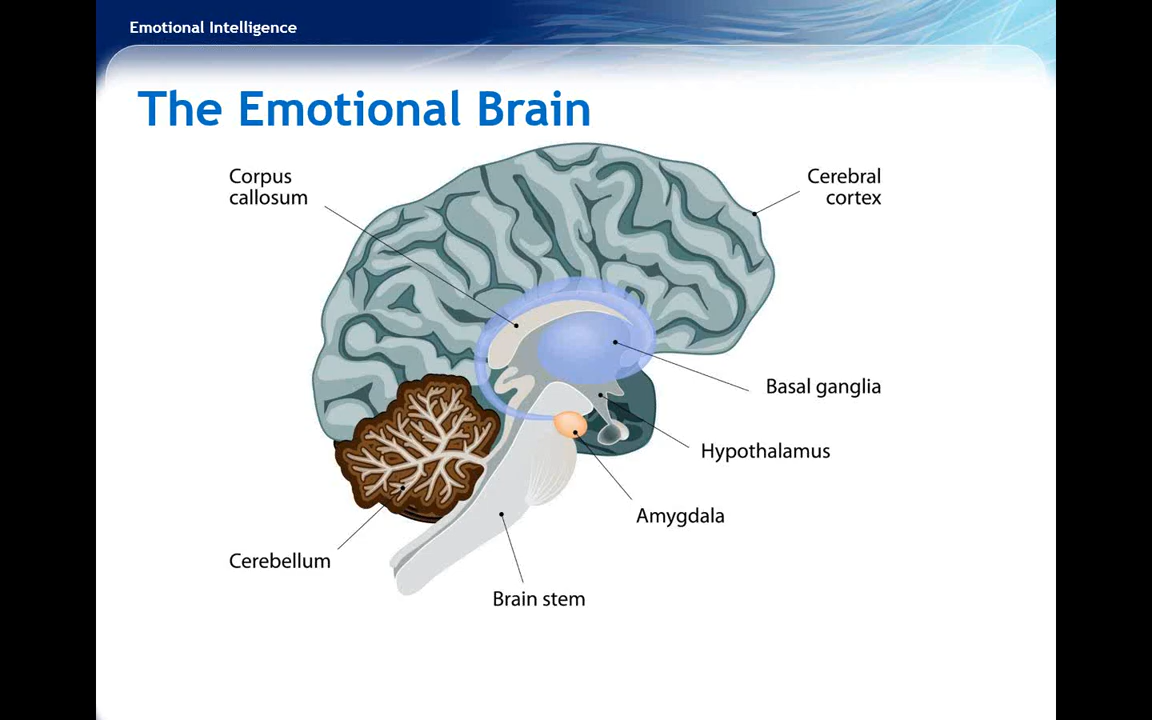 Emotional Intelligence
The Emotional Brain
Corpus
callosum
Cerebral
cortex
Basal ganglia
Hypothalamus
Amygdala
Cerebellum
Brain stem